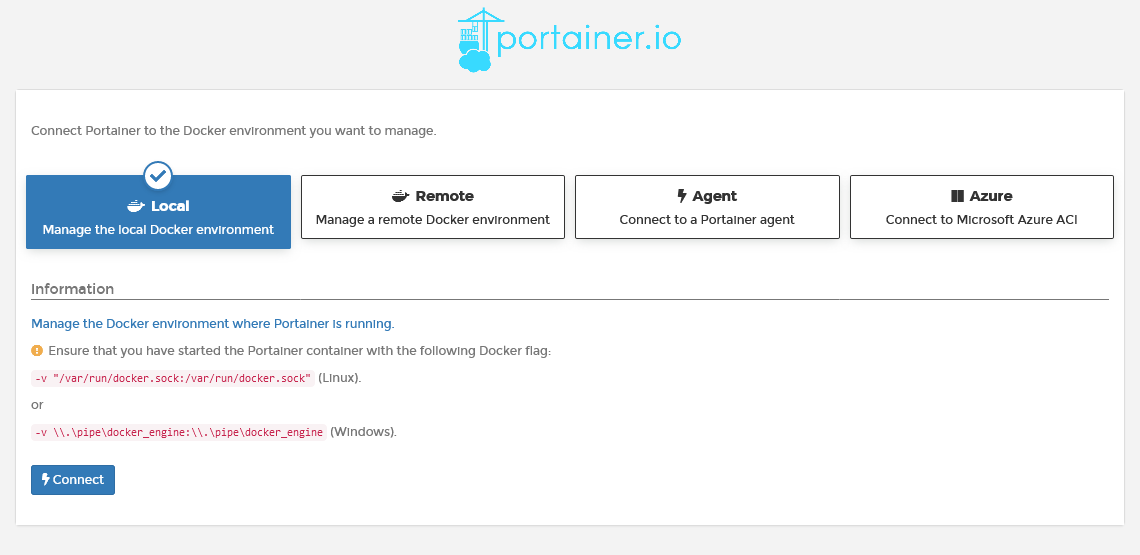 portainer.io
Connect Portainer to the Docker environment you want to manage.
Local
Manage the local Docker environment
Remote
Manage a remote Docker environment
Agent
Connect to a Portainer agent
Azure
Connect to Microsoft Azure ACI
Information
Manage the Docker environment where Portainer is running.
Ensure that you have started the Portainer container with the following Docker flag:
-v "/var/run/docker.sock:/var/run/docker.sock" (Linux).
or
-v \\.\pipe\docker_engine:\\.\pipe\docker_engine (Windows).
Connect